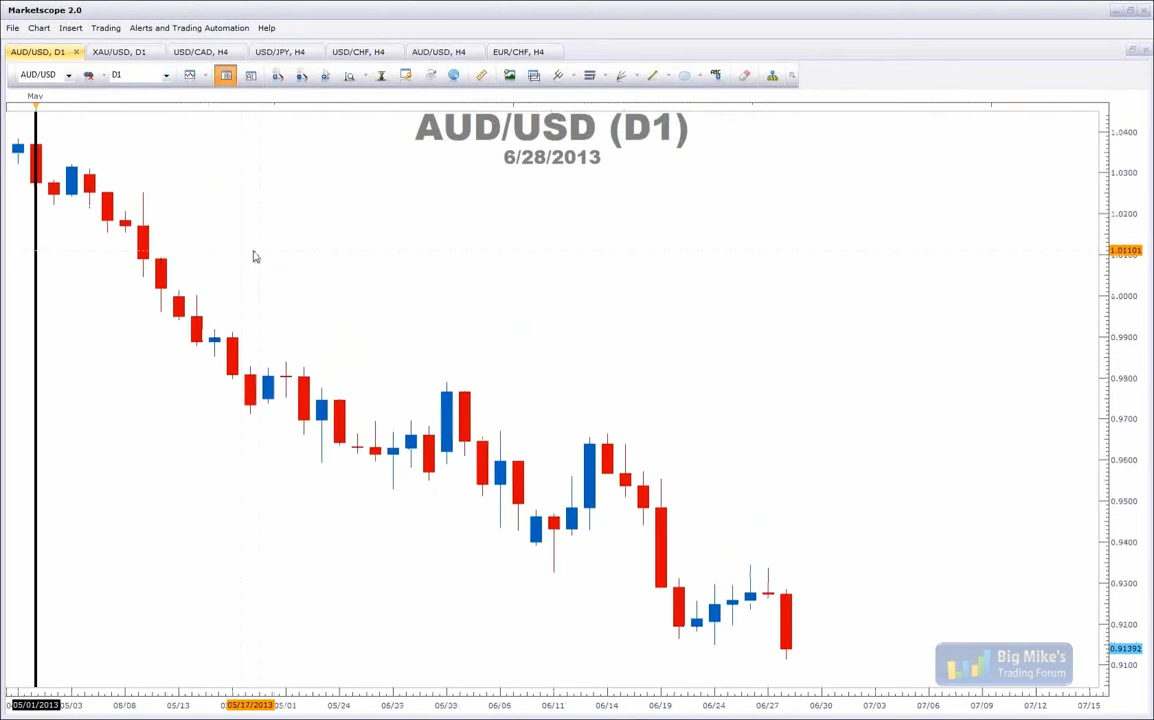 Marketscope 2.0
File Chart Insert Trading Alerts and Trading Automation Help
AUD/USD, D1 XAU/USD, D1 USD/CAD, H4 USD/JPY, H4 USD/CHF, H4 AUD/USD, H4 EUR/CHF, H4
AUD/USD D1
May
AUD/USD (D1)
6/28/2013
1.0400
1.0300
1.0200
1.01101
1.0000
0.9900
0.9800
0.9700
0.9600
0.9500
0.9400
0.9300
0.9200
0.91392
0.9100
Big Mike's
Trading Forum
05/01/2013 05/03 05/08 05/13 05/17/2013 05/24 05/29 06/03 06/06 06/11 06/14 06/19 06/24 06/27 06/30 07/03 07/07 07/10 07/15